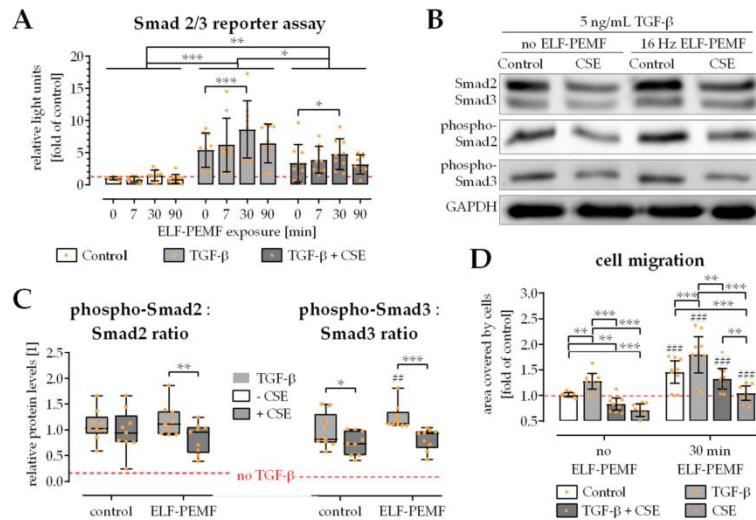 A
Smad 2/3 reporter assay
**
***
*
***
*
relative light units
[fold of control]
20
15
10
5
0
0 7 30 90 0 7 30 90 0 7 30 90
ELF-PEMF exposure [min]
Control TGF-β TGF-β + CSE
B
5 ng/mL TGF-β
no ELF-PEMF 16 Hz ELF-PEMF
Control CSE Control CSE
Smad2
Smad3
phospho-
Smad2
phospho-
Smad3
GAPDH
C
phospho-Smad2 :
Smad2 ratio
phospho-Smad3 :
Smad3 ratio
relative protein levels [1]
2.5
2.0
1.5
1.0
0.5
0.0
**
TGF-β
- CSE
+ CSE
*
##
***
no TGF-β
control ELF-PEMF control ELF-PEMF
D
cell migration
area covered by cells
[fold of control]
3.0
2.5
2.0
1.5
1.0
0.5
** ***
**
***
**
*** ***
***
**
### ### ### ###
no
ELF-PEMF
30 min
ELF-PEMF
Control TGF-β
TGF-β + CSE CSE